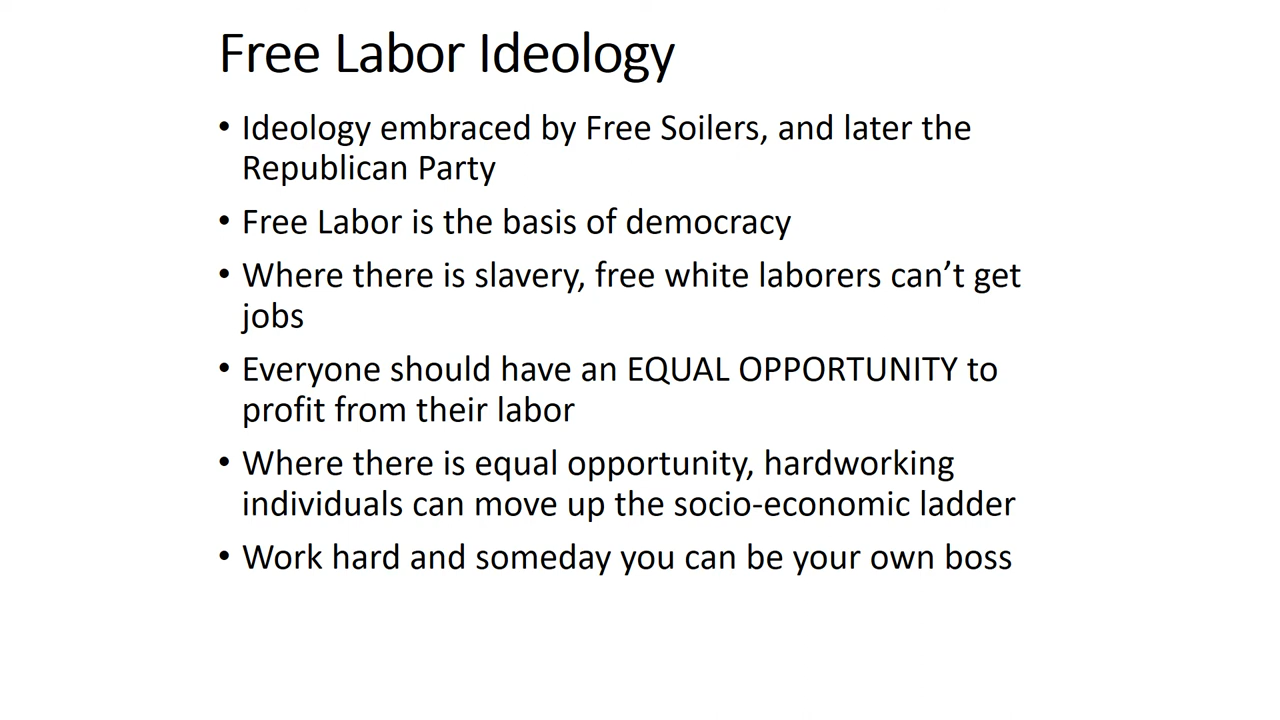 Free Labor Ideology
• Ideology embraced by Free Soilers, and later the
Republican Party
• Free Labor is the basis of democracy
• Where there is slavery, free white laborers can’t get
jobs
• Everyone should have an EQUAL OPPORTUNITY to
profit from their labor
• Where there is equal opportunity, hardworking
individuals can move up the socio-economic ladder
• Work hard and someday you can be your own boss